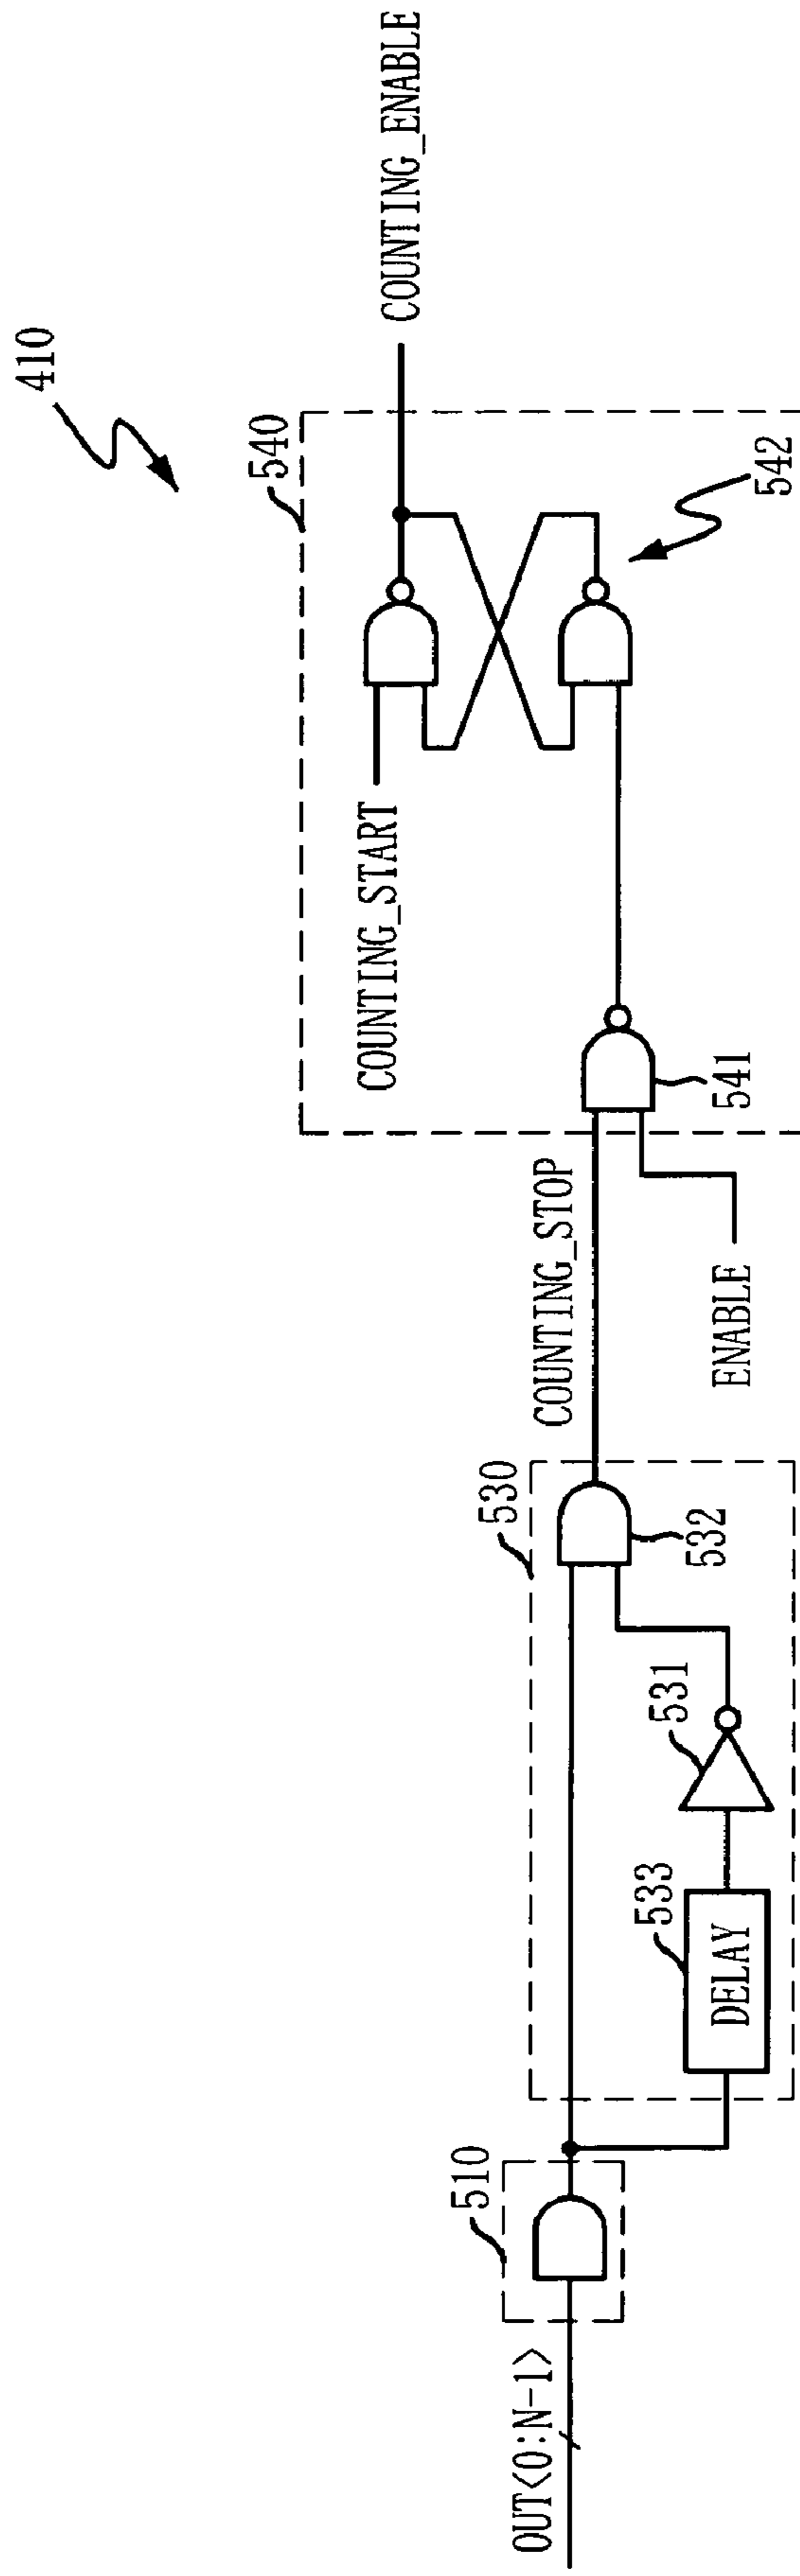 410
540
COUNTING_ENABLE
COUNTING_START
542
530
COUNTING_STOP
541
510
532
ENABLE
OUT<0:N-1>
533
531
DELAY